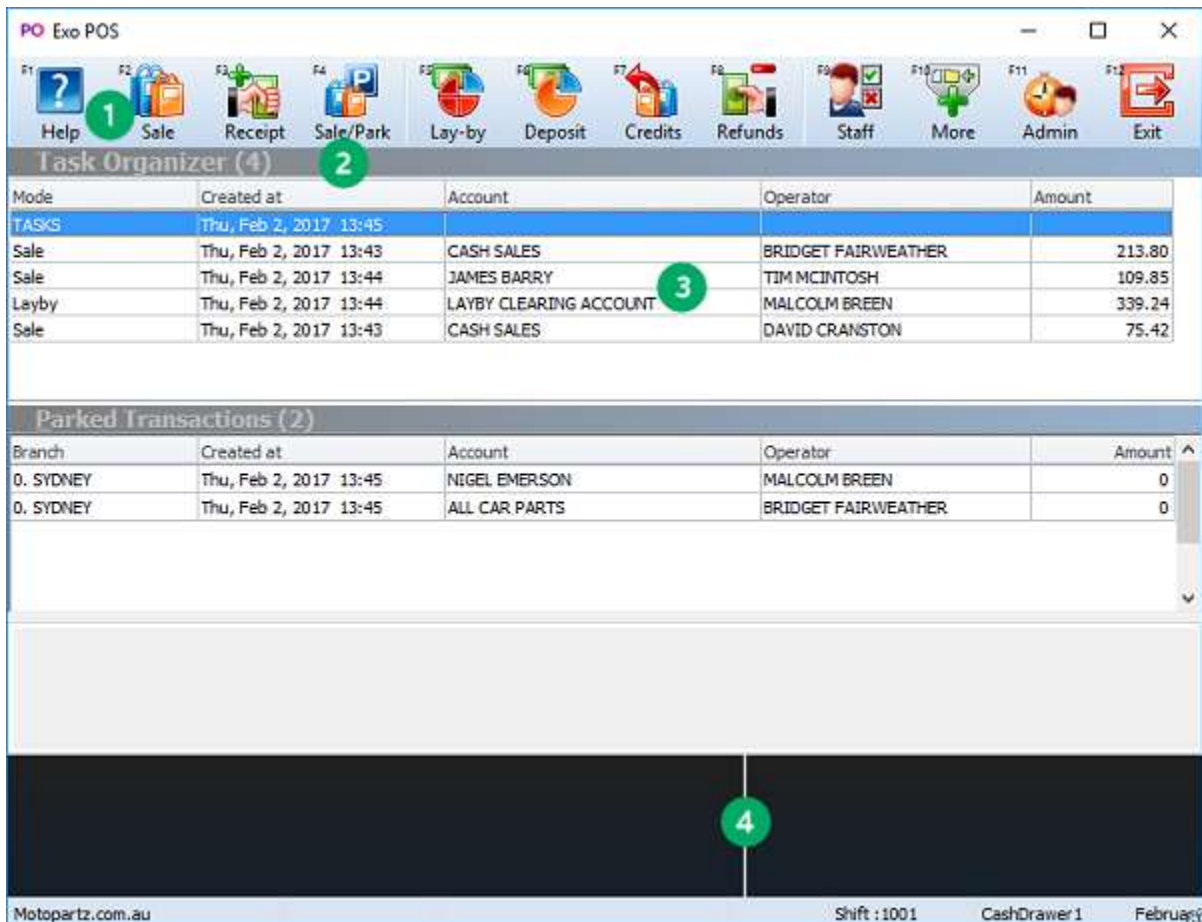 PO Exo POS
F1 F2 F3 F4 F5 F6 F7 F8 F9 F10 F11 F12
Help 1 Sale Receipt Sale/Park Lay-by Deposit Credits Refunds Staff More Admin Exit
Task Organizer (4) 2
Mode Created at Account Operator Amount
TASKS Thu, Feb 2, 2017 13:45
Sale Thu, Feb 2, 2017 13:43 CASH SALES BRIDGET FAIRWEATHER 213.80
Sale Thu, Feb 2, 2017 13:44 JAMES BARRY 3 TIM MCINTOSH 109.85
Layby Thu, Feb 2, 2017 13:44 LAYBY CLEARING ACCOUNT MALCOLM BREEN 339.24
Sale Thu, Feb 2, 2017 13:43 CASH SALES DAVID CRANSTON 75.42
Parked Transactions (2)
Branch Created at Account Operator Amount
0. SYDNEY Thu, Feb 2, 2017 13:45 NIGEL EMERSON MALCOLM BREEN 0
0. SYDNEY Thu, Feb 2, 2017 13:45 ALL CAR PARTS BRIDGET FAIRWEATHER 0
4
Motopartz.com.au Shift :1001 CashDrawer1